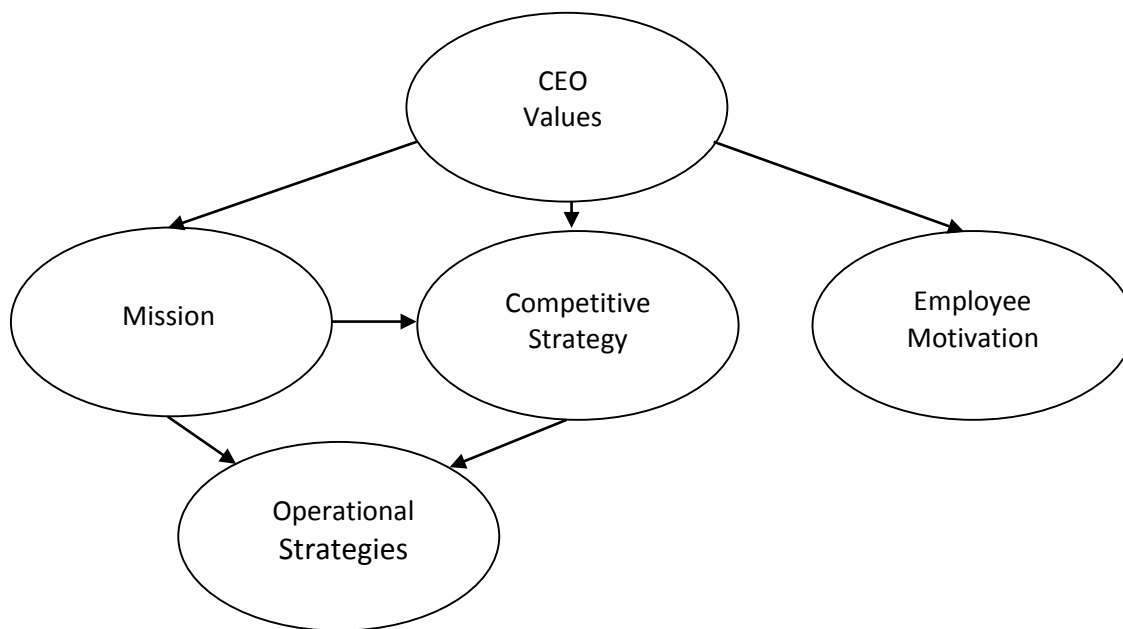 CEO
Values
Mission
Competitive
Strategy
Employee
Motivation
Operational
Strategies